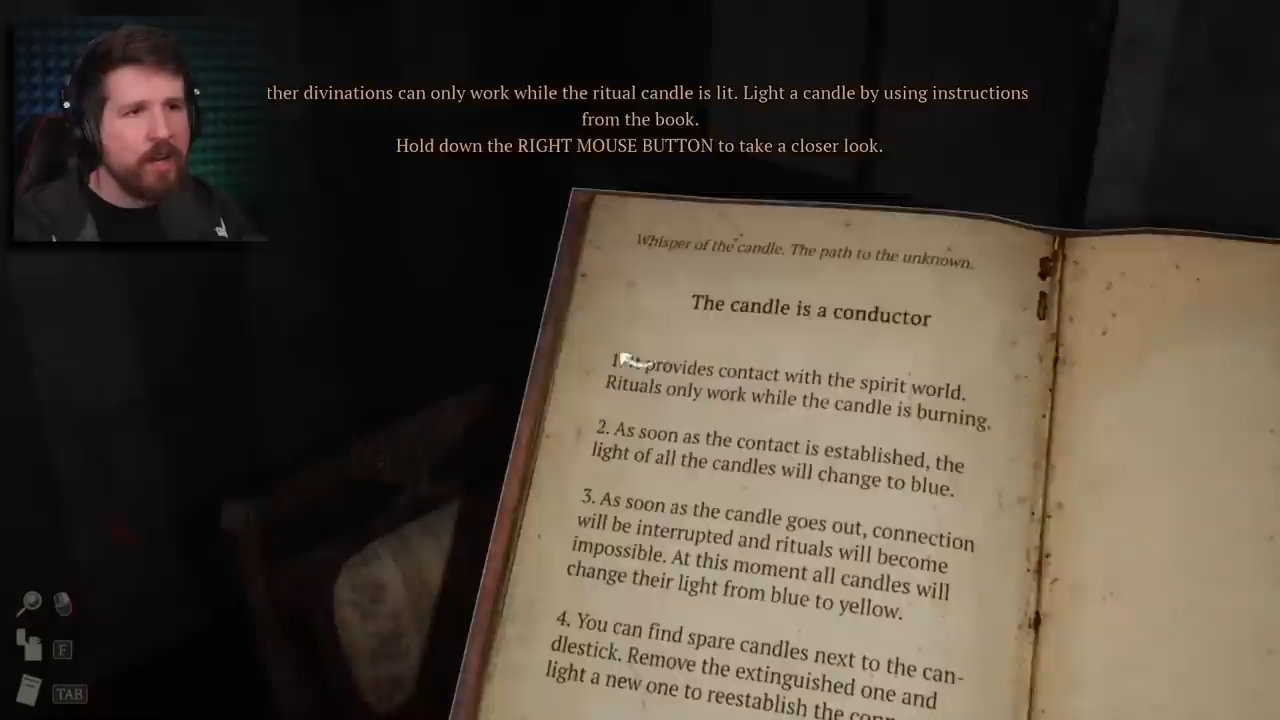 ther divinations can only work while the ritual candle is lit. Light a candle by using instructions
from the book.
Hold down the RIGHT MOUSE BUTTON to take a closer look.
Whisper of the candle. The path to the unknown.
The candle is a conductor
1. It provides contact with the spirit world.
Rituals only work while the candle is burning.
2. As soon as the contact is established, the
light of all the candles will change to blue.
3. As soon as the candle goes out, connection
will be interrupted and rituals will become
impossible. At this moment all candles will
change their light from blue to yellow.
4. You can find spare candles next to the can-
dlestick. Remove the extinguished one and
light a new one to reestablish the
F
TAB